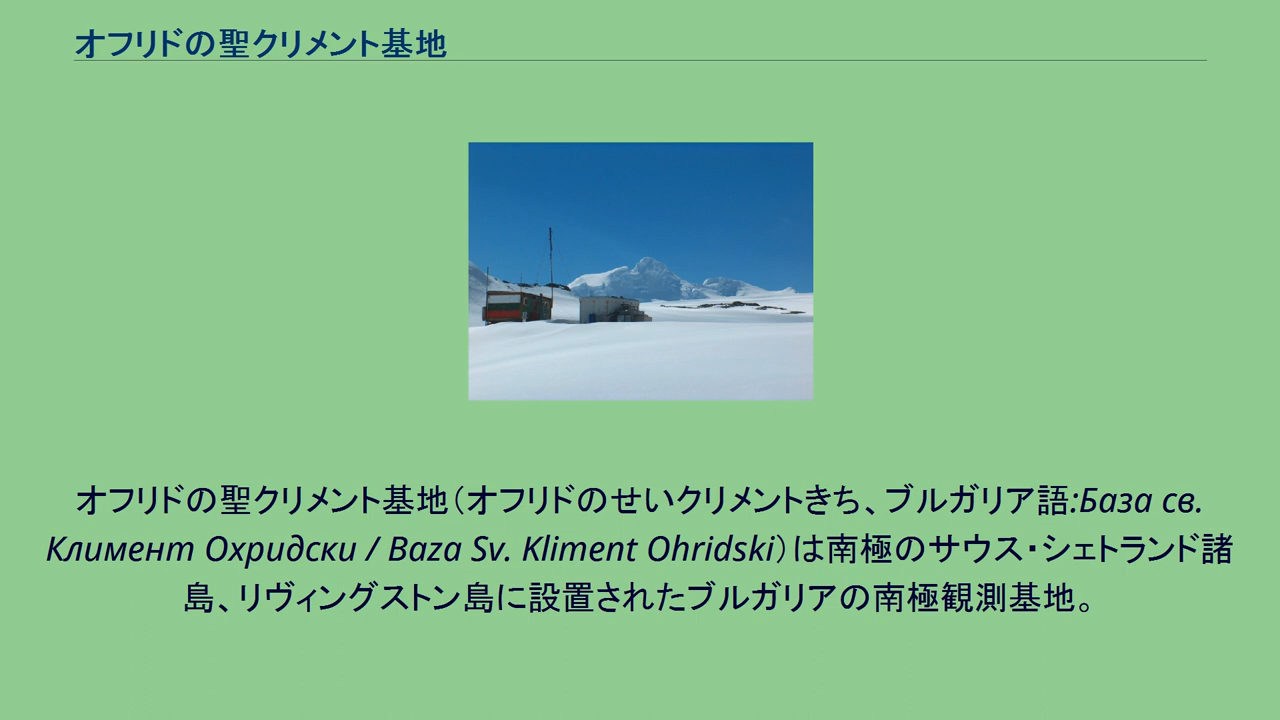 オフリドの聖クリメント基地
オフリドの聖クリメント基地（オフリドのせいクリメントきち、ブルガリア語:База св.
Климент Охридски / Baza Sv. Kliment Ohridski）は南極のサウス・シェトランド諸
島、リヴィングストン島に設置されたブルガリアの南極観測基地。